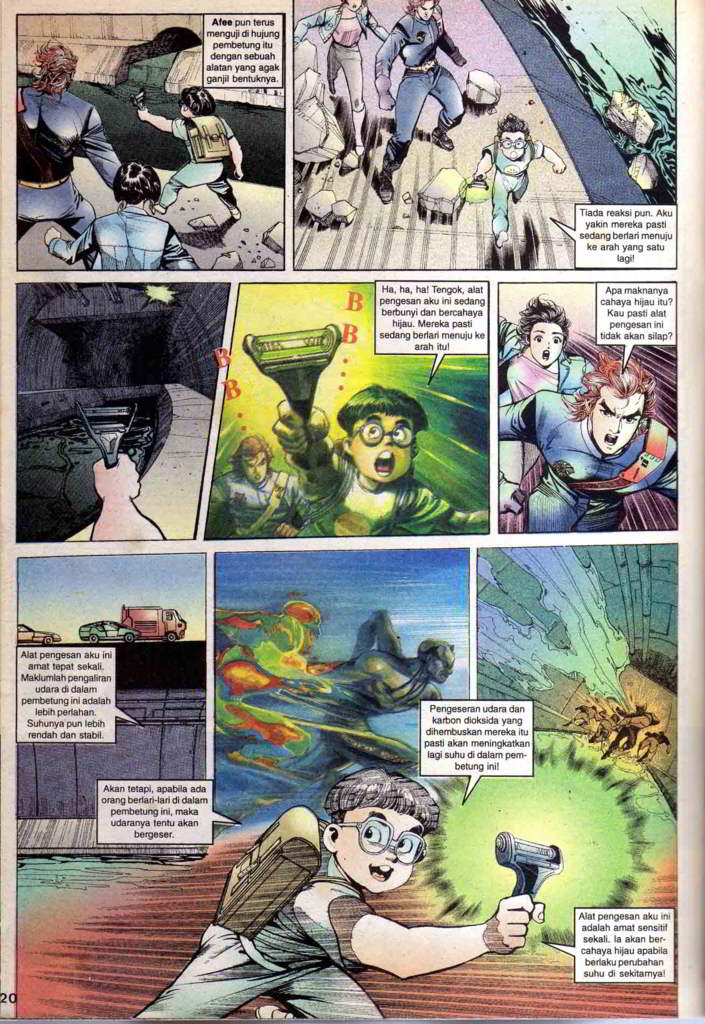 Afee pun terus
menguji di hujung
pembetung itu
dengan sebuah
alatan yang agak
ganjil bentuknya.
Tiada reaksi pun. Aku
yakin mereka pasti
sedang berlari menuju
ke arah yang satu
lagi!
B
B
B
B
Ha, ha, ha! Tengok, alat
pengesan aku ini sedang
berbunyi dan bercahaya
hijau. Mereka pasti
sedang berlari menuju ke
arah itu!
Apa maknanya
cahaya hijau itu?
Kau pasti alat
pengesan ini
tidak akan silap?
Alat pengesan aku ini
amat tepat sekali.
Maklumlah pengaliran
udara di dalam
pembetung ini adalah
lebih perlahan.
Suhunya pun lebih
rendah dan stabil.
Akan tetapi, apabila ada
orang berlari-lari di dalam
pembetung ini, maka
udaranya tentu akan
bergeser.
Pengeseran udara dan
karbon dioksida yang
dihembuskan mereka itu
pasti akan meningkatkan
lagi suhu di dalam pem-
betung ini!
Alat pengesan aku ini
adalah amat sensitif
sekali. Ia akan ber-
cahaya hijau apabila
berlaku perubahan
suhu di sekitarnya!
20